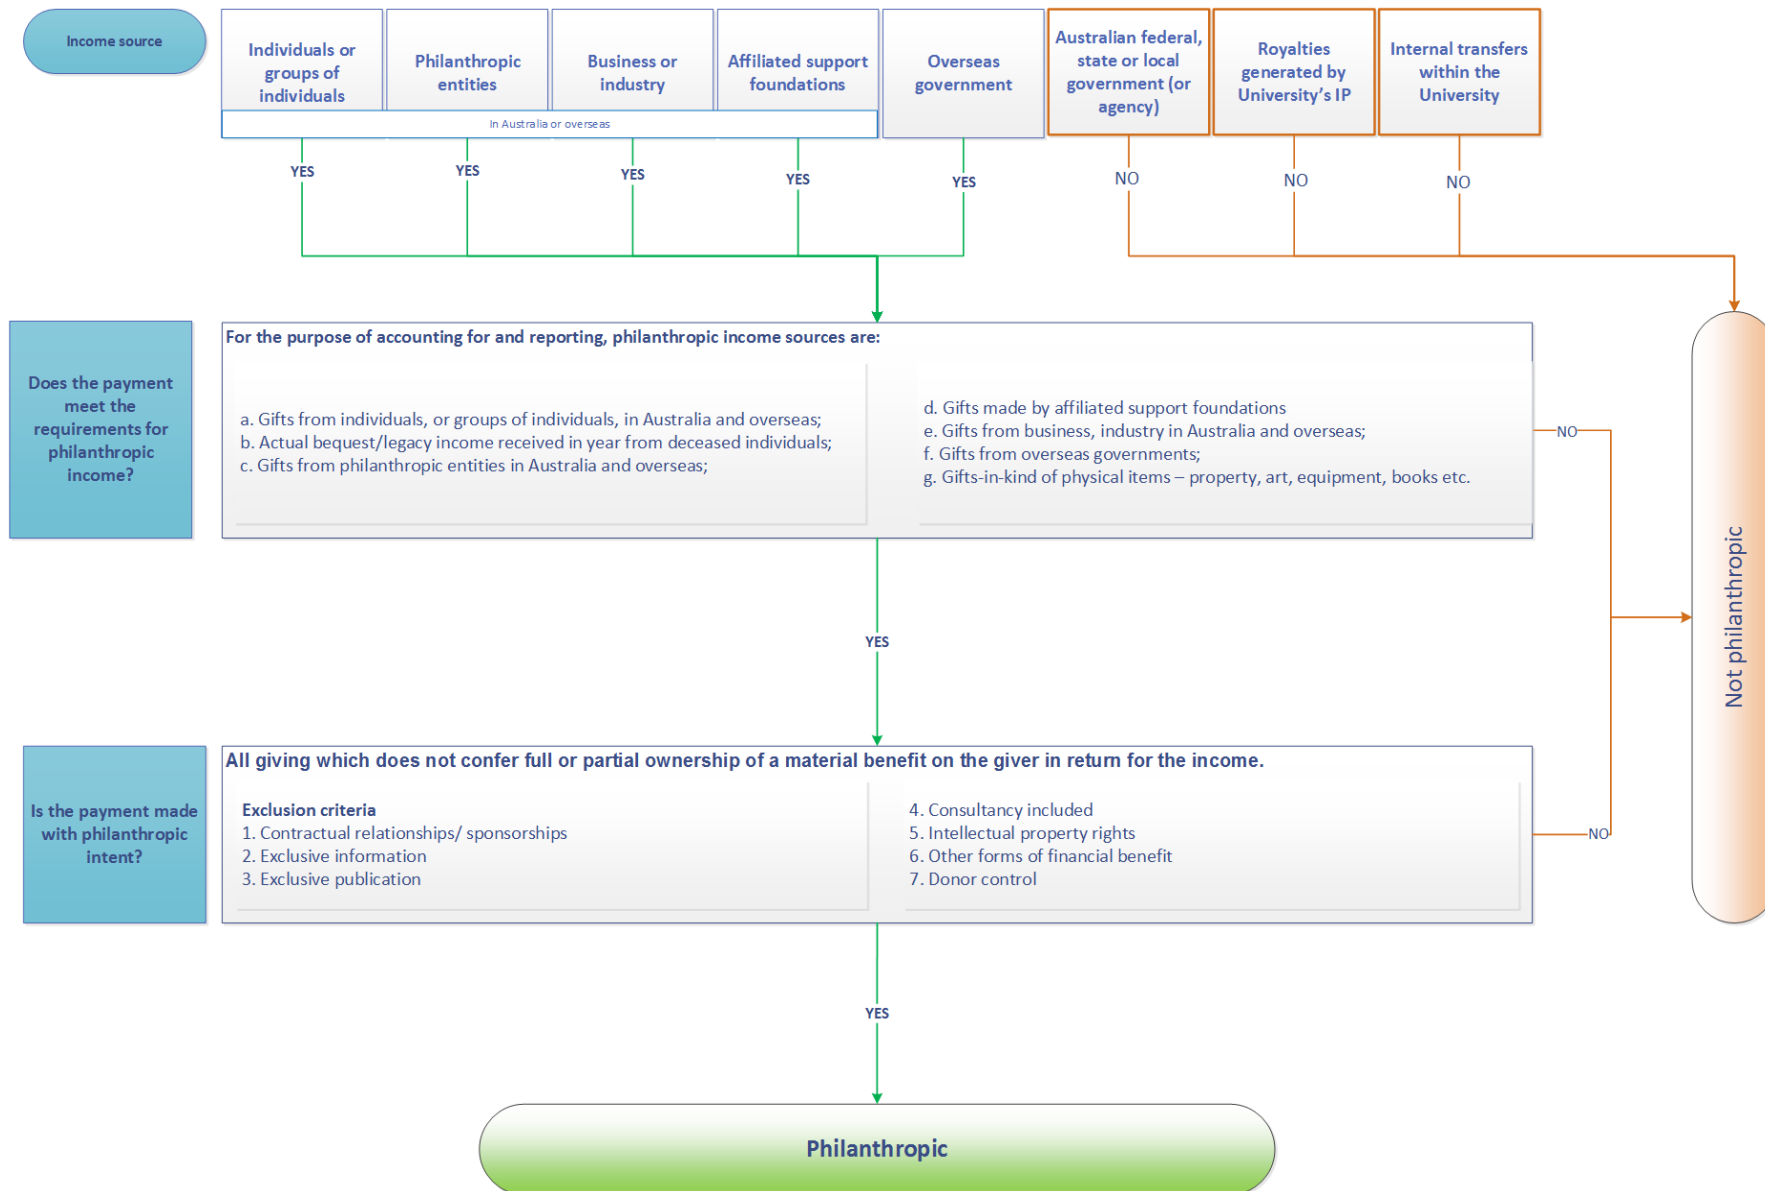 Income source
Individuals or
groups of
individuals
Philanthropic
entities
Business or
industry
Affiliated support
foundations
Overseas
government
Australian federal,
state or local
government (or
agency)
Royalties
generated by
University's IP
Internal transfers
within the
University
In Australia or overseas
YES
YES
YES
YES
YES
NO
NO
NO
Does the payment
meet the
requirements for
philanthropic
income?
For the purpose of accounting for and reporting, philanthropic income sources are:
a. Gifts from individuals, or groups of individuals, in Australia and overseas;
b. Actual bequest/legacy income received in year from deceased individuals;
c. Gifts from philanthropic entities in Australia and overseas;
d. Gifts made by affiliated support foundations
e. Gifts from business, industry in Australia and overseas;
f. Gifts from overseas governments;
g. Gifts-in-kind of physical items – property, art, equipment, books etc.
NO
Not philanthropic
YES
Is the payment made
with philanthropic
intent?
All giving which does not confer full or partial ownership of a material benefit on the giver in return for the income.
Exclusion criteria
1. Contractual relationships/ sponsorships
2. Exclusive information
3. Exclusive publication
4. Consultancy included
5. Intellectual property rights
6. Other forms of financial benefit
7. Donor control
NO
YES
Philanthropic